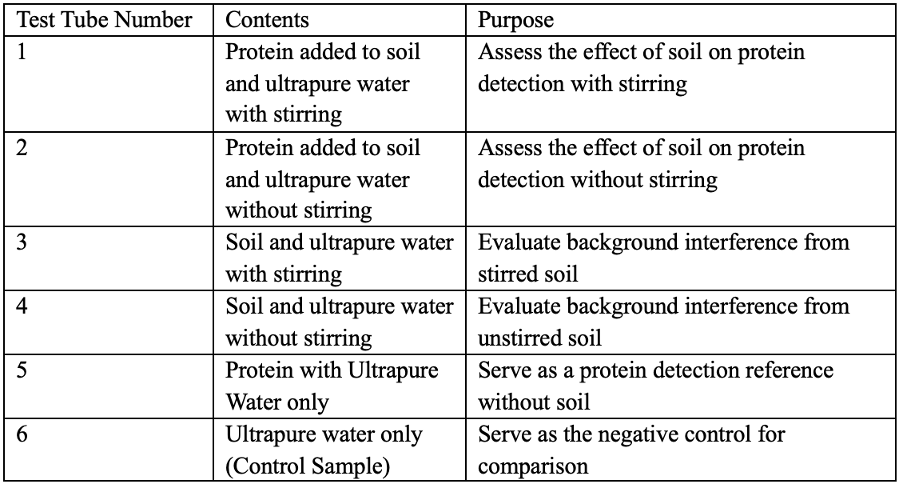 Test Tube Number Contents Purpose
1 Protein added to soil Assess the effect of soil on protein
and ultrapure water detection with stirring
with stirring
2 Protein added to soil Assess the effect of soil on protein
and ultrapure water detection without stirring
without stirring
3 Soil and ultrapure water Evaluate background interference from
with stirring stirred soil
4 Soil and ultrapure water Evaluate background interference from
without stirring unstirred soil
5 Protein with Ultrapure Serve as a protein detection reference
Water only without soil
6 Ultrapure water only Serve as the negative control for
(Control Sample) comparison